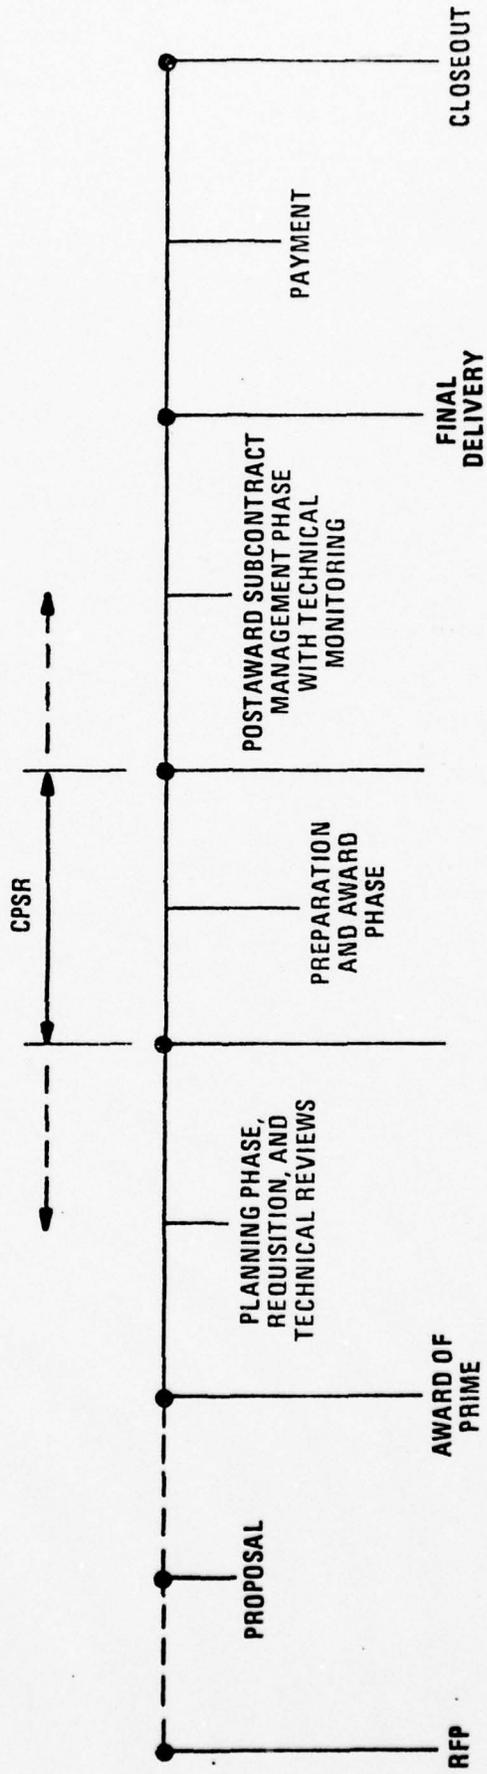 CPSR
RFP
PROPOSAL
AWARD OF
PRIME
PLANNING PHASE,
REQUISITION, AND
TECHNICAL REVIEWS
PREPARATION
AND AWARD
PHASE
POSTAWARD SUBCONTRACT
MANAGEMENT PHASE
WITH TECHNICAL
MONITORING
FINAL
DELIVERY
PAYMENT
CLOSEOUT